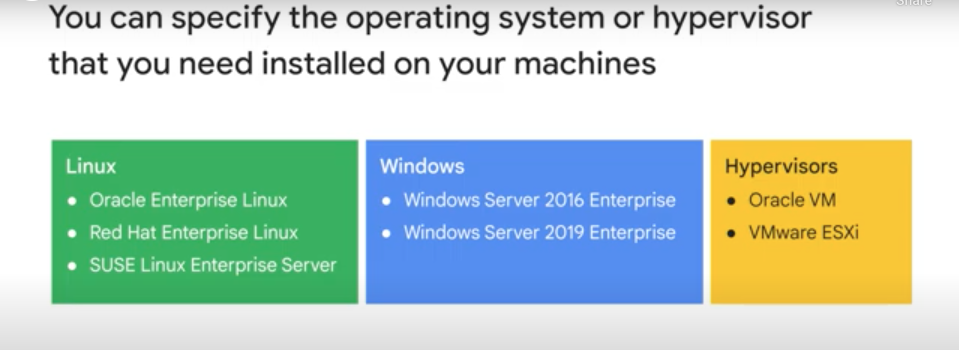 Share
You can specify the operating system or hypervisor
that you need installed on your machines
Linux
• Oracle Enterprise Linux
• Red Hat Enterprise Linux
• SUSE Linux Enterprise Server
Windows
• Windows Server 2016 Enterprise
• Windows Server 2019 Enterprise
Hypervisors
• Oracle VM
• VMware ESXi